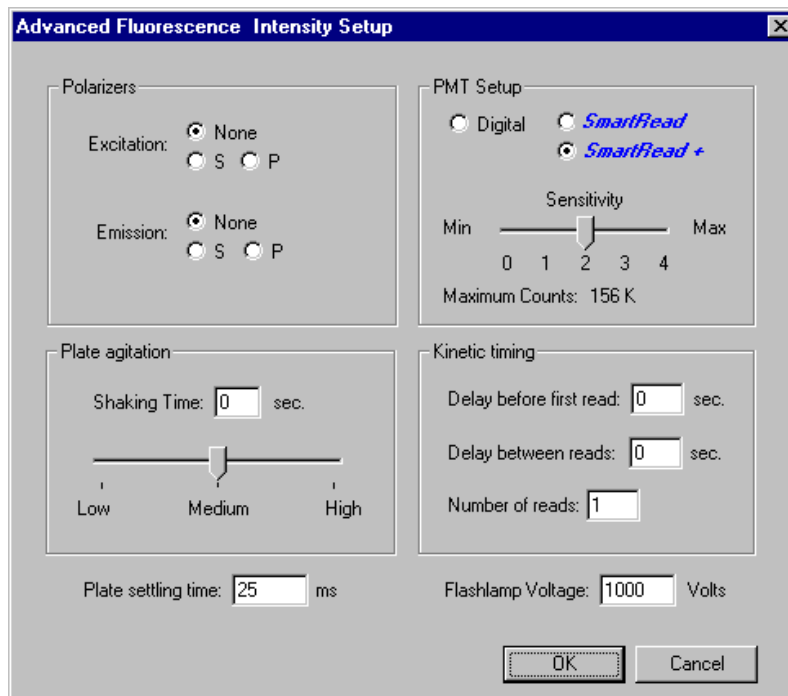 Advanced Fluorescence  Intensity Setup
Polarizers
Excitation:
None
S P
Emission:
None
S P
PMT Setup
Digital SmartRead
SmartRead +
Sensitivity
Min Max
0 1 2 3 4
Maximum Counts: 156 K
Plate agitation
Shaking Time: 0 sec.
Low Medium High
Kinetic timing
Delay before first read: 0 sec.
Delay between reads: 0 sec.
Number of reads: 1
Plate settling time: 25 ms
Flashlamp Voltage: 1000 Volts
OK Cancel